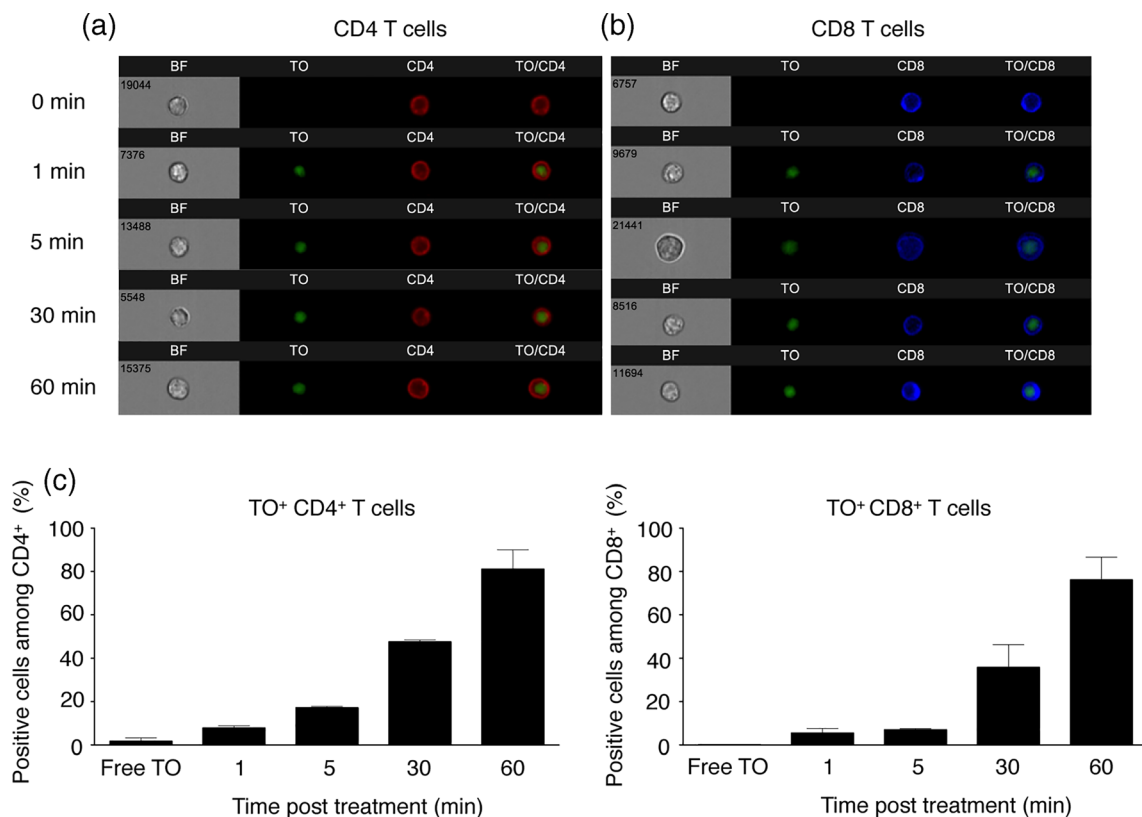 (a) CD4 T cells
BF TO CD4 TO/CD4
0 min
19044
BF TO CD4 TO/CD4
1 min
7376
BF TO CD4 TO/CD4
5 min
13488
BF TO CD4 TO/CD4
30 min
5548
BF TO CD4 TO/CD4
60 min
15375
(b) CD8 T cells
BF TO CD8 TO/CD8
6757
BF TO CD8 TO/CD8
9679
BF TO CD8 TO/CD8
21441
BF TO CD8 TO/CD8
8516
BF TO CD8 TO/CD8
11694
(c)
TO⁺ CD4⁺ T cells
Positive cells among CD4⁺ (%)
100
80
60
40
20
0
Free TO 1 5 30 60
Time post treatment (min)
TO⁺ CD8⁺ T cells
Positive cells among CD8⁺ (%)
100
80
60
40
20
0
Free TO 1 5 30 60
Time post treatment (min)